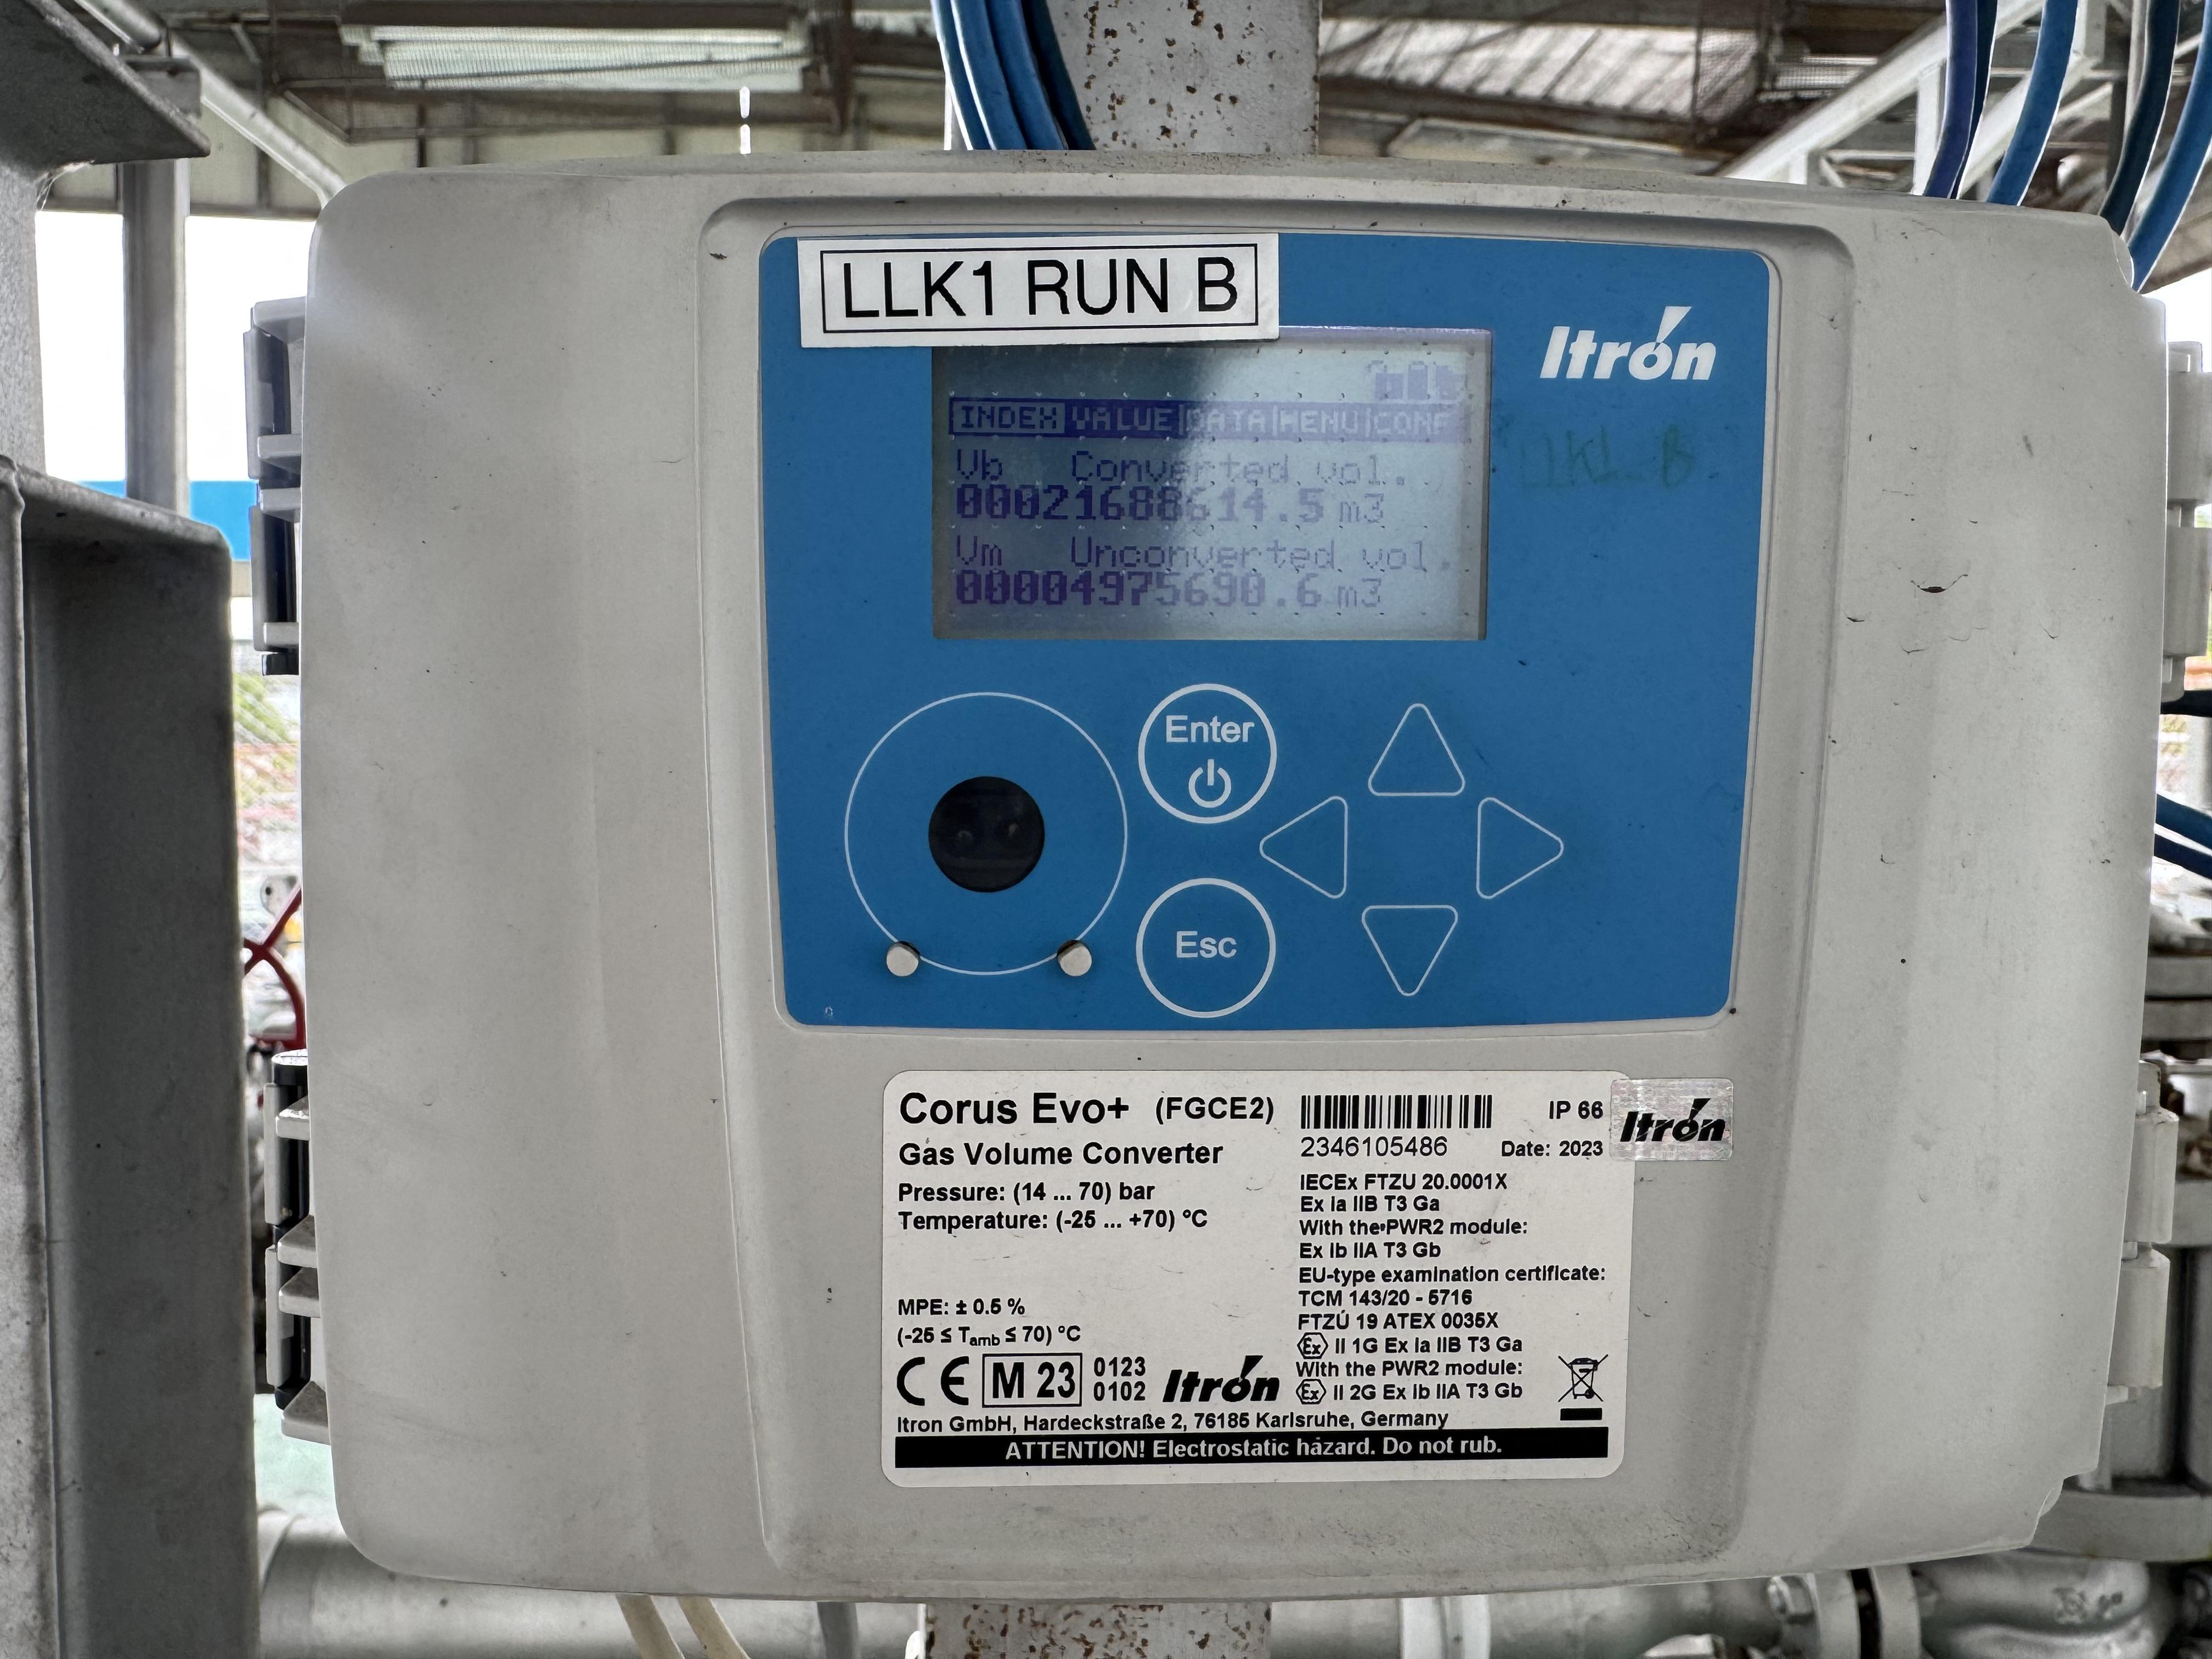 LLK1 RUN B
Itrón
INDEX VALUE|DATA|MENU|CONF
LLK1 B
Vb Converted vol.
00021688614.5 m3
Vm Unconverted vol.
00004975690.6 m3
Enter
Esc
Corus Evo+ (FGCE2)
Gas Volume Converter
Pressure: (14 ... 70) bar
Temperature: (-25 ... +70) °C
MPE: ± 0.5 %
(-25 ≤ Tamb ≤ 70) °C
CE M 23 0123
0102
Itrón
2346105486
IP 66
Date: 2023
Itrón
IECEx FTZU 20.0001X
Ex ia IIB T3 Ga
With the PWR2 module:
Ex ib IIA T3 Gb
EU-type examination certificate:
TCM 143/20 - 5716
FTZÚ 19 ATEX 0035X
Ex II 1G Ex ia IIB T3 Ga
With the PWR2 module:
Ex II 2G Ex ib IIA T3 Gb
Itron GmbH, Hardeckstraße 2, 76185 Karlsruhe, Germany
ATTENTION! Electrostatic hazard. Do not rub.